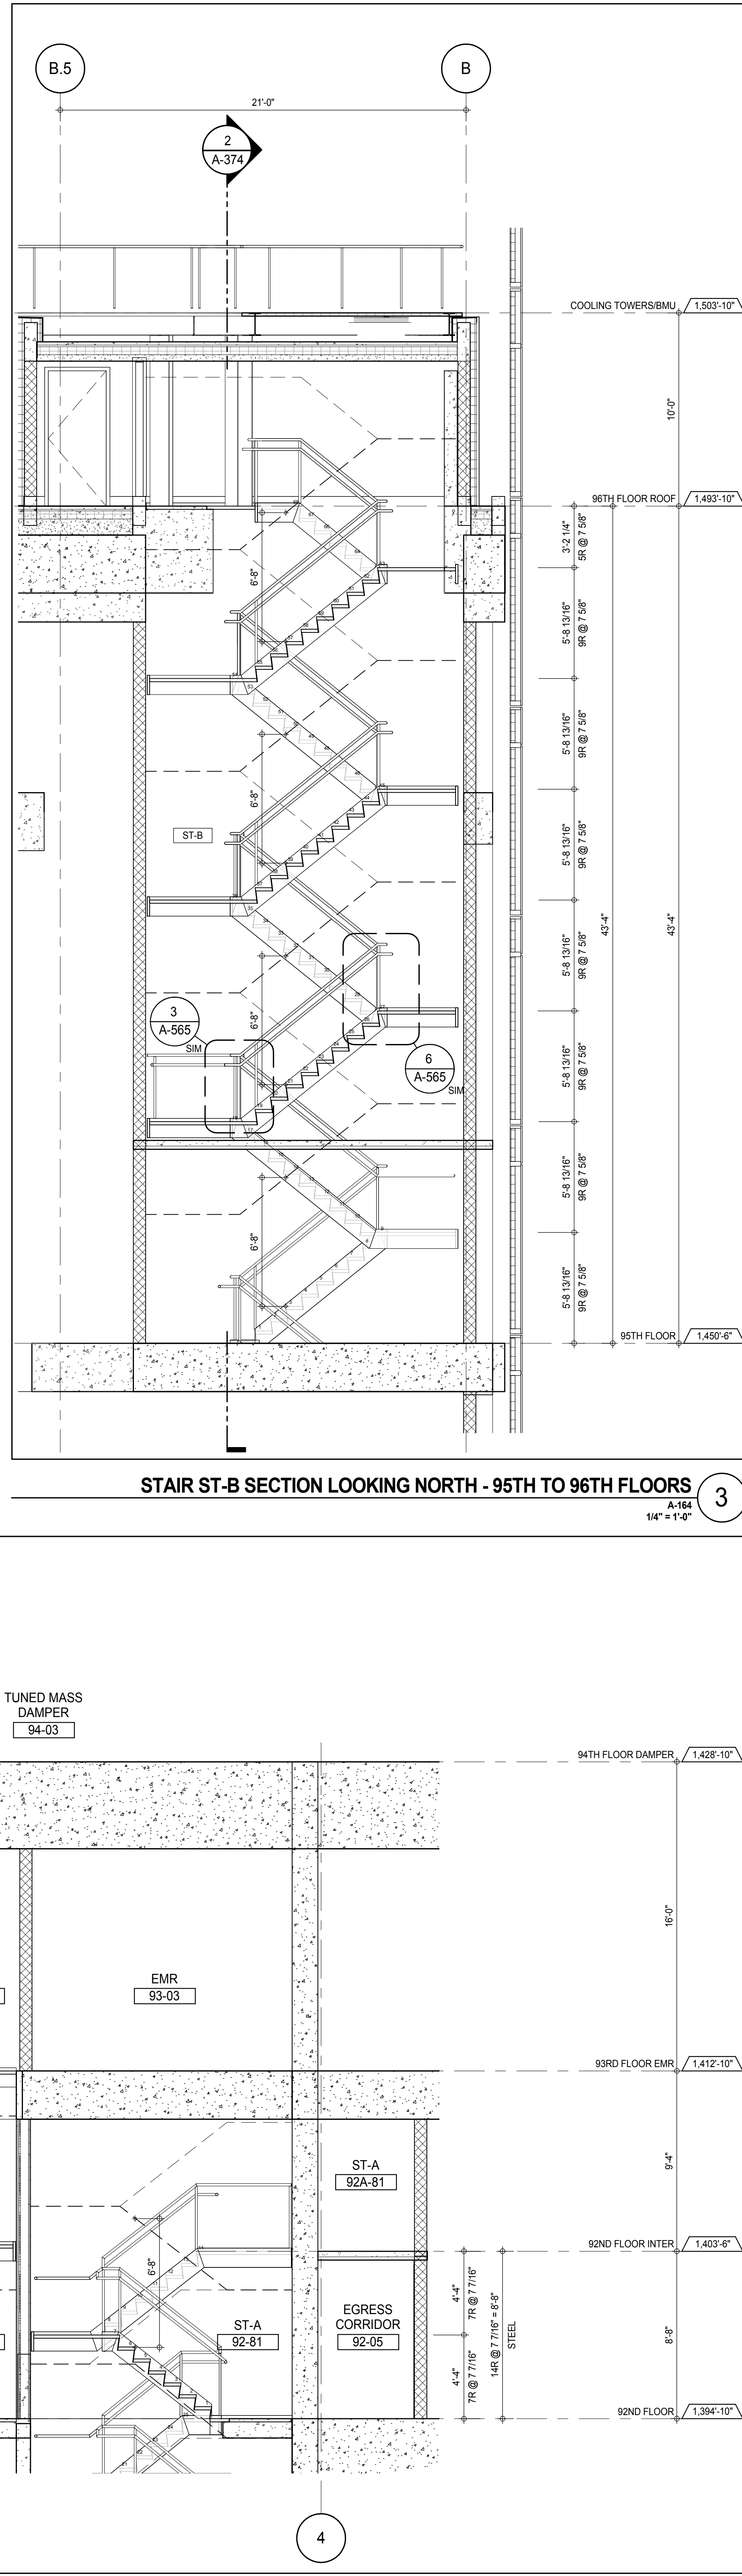 B.5
B
21'-0"
2
A-374
COOLING TOWERS/BMU
1,503'-10"
10'-0"
96TH FLOOR ROOF
1,493'-10"
3'-2 1/4"
5R @ 7 5/8"
6'-8"
5'-8 13/16"
9R @ 7 5/8"
5'-8 13/16"
9R @ 7 5/8"
6'-8"
5'-8 13/16"
9R @ 7 5/8"
ST-B
5'-8 13/16"
9R @ 7 5/8"
43'-4"
43'-4"
3
A-565
SIM
6'-8"
6
A-565
SIM
5'-8 13/16"
9R @ 7 5/8"
5'-8 13/16"
9R @ 7 5/8"
6'-8"
5'-8 13/16"
9R @ 7 5/8"
95TH FLOOR
1,450'-6"
STAIR ST-B SECTION LOOKING NORTH - 95TH TO 96TH FLOORS
3
A-164
1/4" = 1'-0"
TUNED MASS
DAMPER
94-03
94TH FLOOR DAMPER
1,428'-10"
16'-0"
EMR
93-03
93RD FLOOR EMR
1,412'-10"
9'-4"
ST-A
92A-81
92ND FLOOR INTER
1,403'-6"
6'-8"
4'-4"
7R @ 7 7/16"
14R @ 7 7/16" = 8'-8"
STEEL
8'-8"
ST-A
92-81
EGRESS
CORRIDOR
92-05
4'-4"
7R @ 7 7/16"
92ND FLOOR
1,394'-10"
4